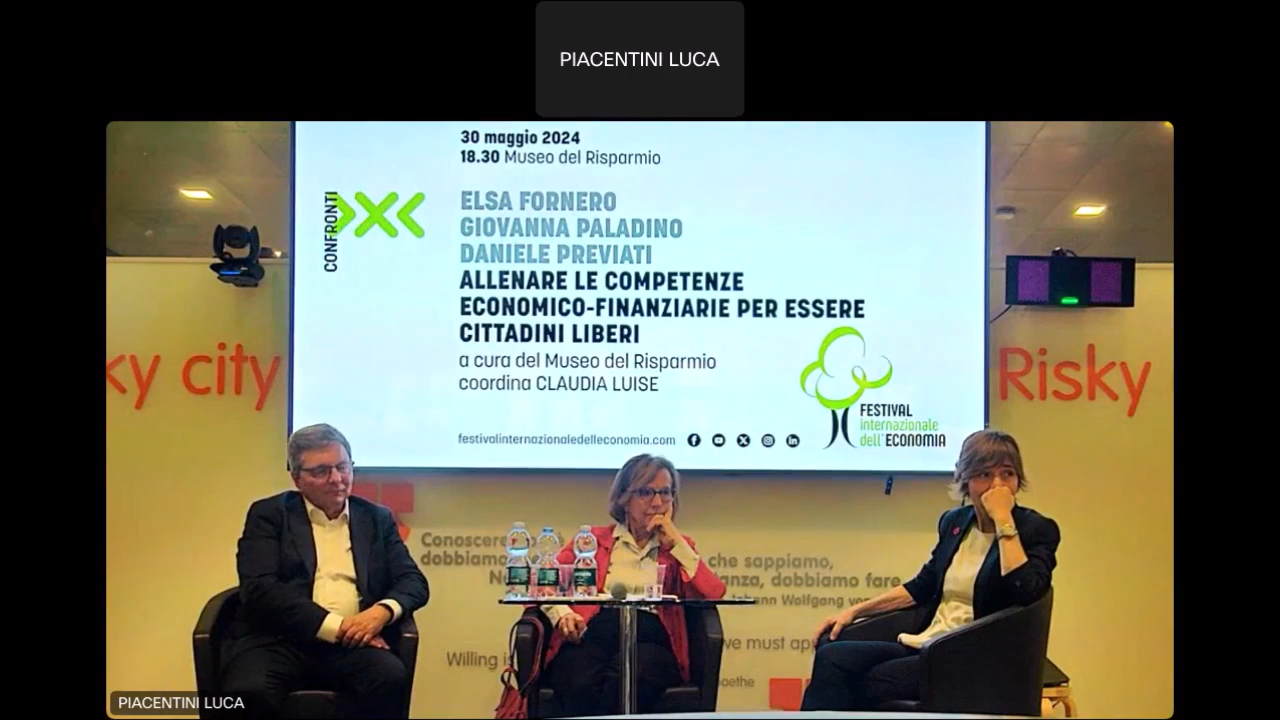 PIACENTINI LUCA
30 maggio 2024
18.30 Museo del Risparmio
CONFRONTI
ELSA FORNERO
GIOVANNA PALADINO
DANIELE PREVIATI
ALLENARE LE COMPETENZE
ECONOMICO-FINANZIARIE PER ESSERE
CITTADINI LIBERI
a cura del Museo del Risparmio
coordina CLAUDIA LUISE
FESTIVAL
internazionale
dell'ECONOMIA
festivalinternazionaledelleconomia.com
ky city
Risky
Conoscere
dobbiamo
che sappiamo,
dobbiamo fare
Johann Wolfgang von
we must app
Willing is
oethe
PIACENTINI LUCA